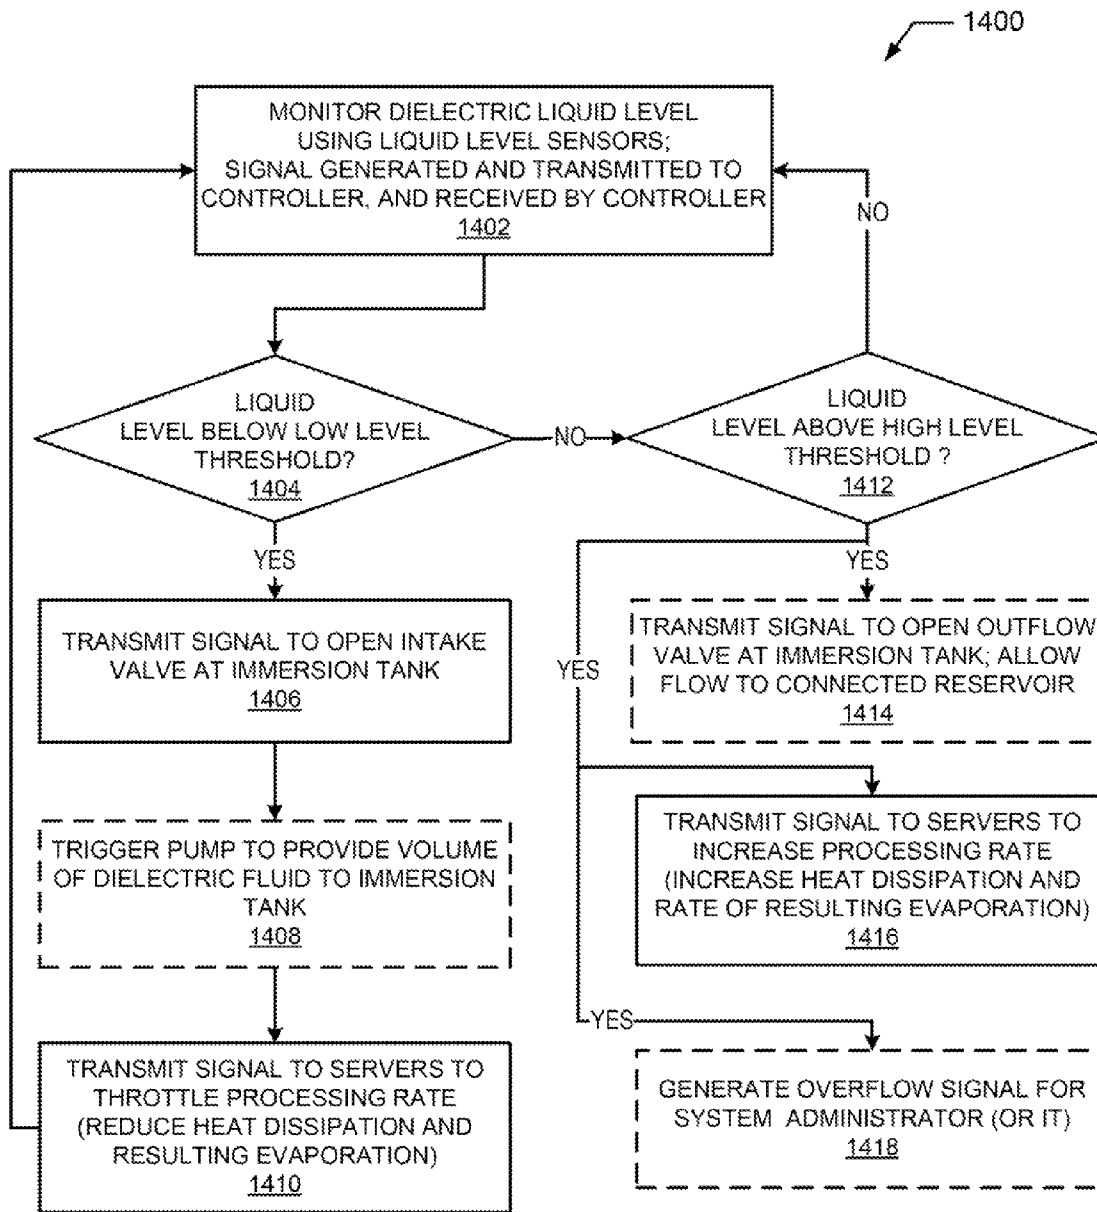 1400
MONITOR DIELECTRIC LIQUID LEVEL
USING LIQUID LEVEL SENSORS;
SIGNAL GENERATED AND TRANSMITTED TO
CONTROLLER, AND RECEIVED BY CONTROLLER
1402
NO
LIQUID
LEVEL BELOW LOW LEVEL
THRESHOLD?
1404
NO
LIQUID
LEVEL ABOVE HIGH LEVEL
THRESHOLD ?
1412
YES
YES
TRANSMIT SIGNAL TO OPEN INTAKE
VALVE AT IMMERSION TANK
1406
YES
TRANSMIT SIGNAL TO OPEN OUTFLOW
VALVE AT IMMERSION TANK; ALLOW
FLOW TO CONNECTED RESERVOIR
1414
TRIGGER PUMP TO PROVIDE VOLUME
OF DIELECTRIC FLUID TO IMMERSION
TANK
1408
TRANSMIT SIGNAL TO SERVERS TO
INCREASE PROCESSING RATE
(INCREASE HEAT DISSIPATION AND
RATE OF RESULTING EVAPORATION)
1416
YES
TRANSMIT SIGNAL TO SERVERS TO
THROTTLE PROCESSING RATE
(REDUCE HEAT DISSIPATION AND
RESULTING EVAPORATION)
1410
GENERATE OVERFLOW SIGNAL FOR
SYSTEM ADMINISTRATOR (OR IT)
1418